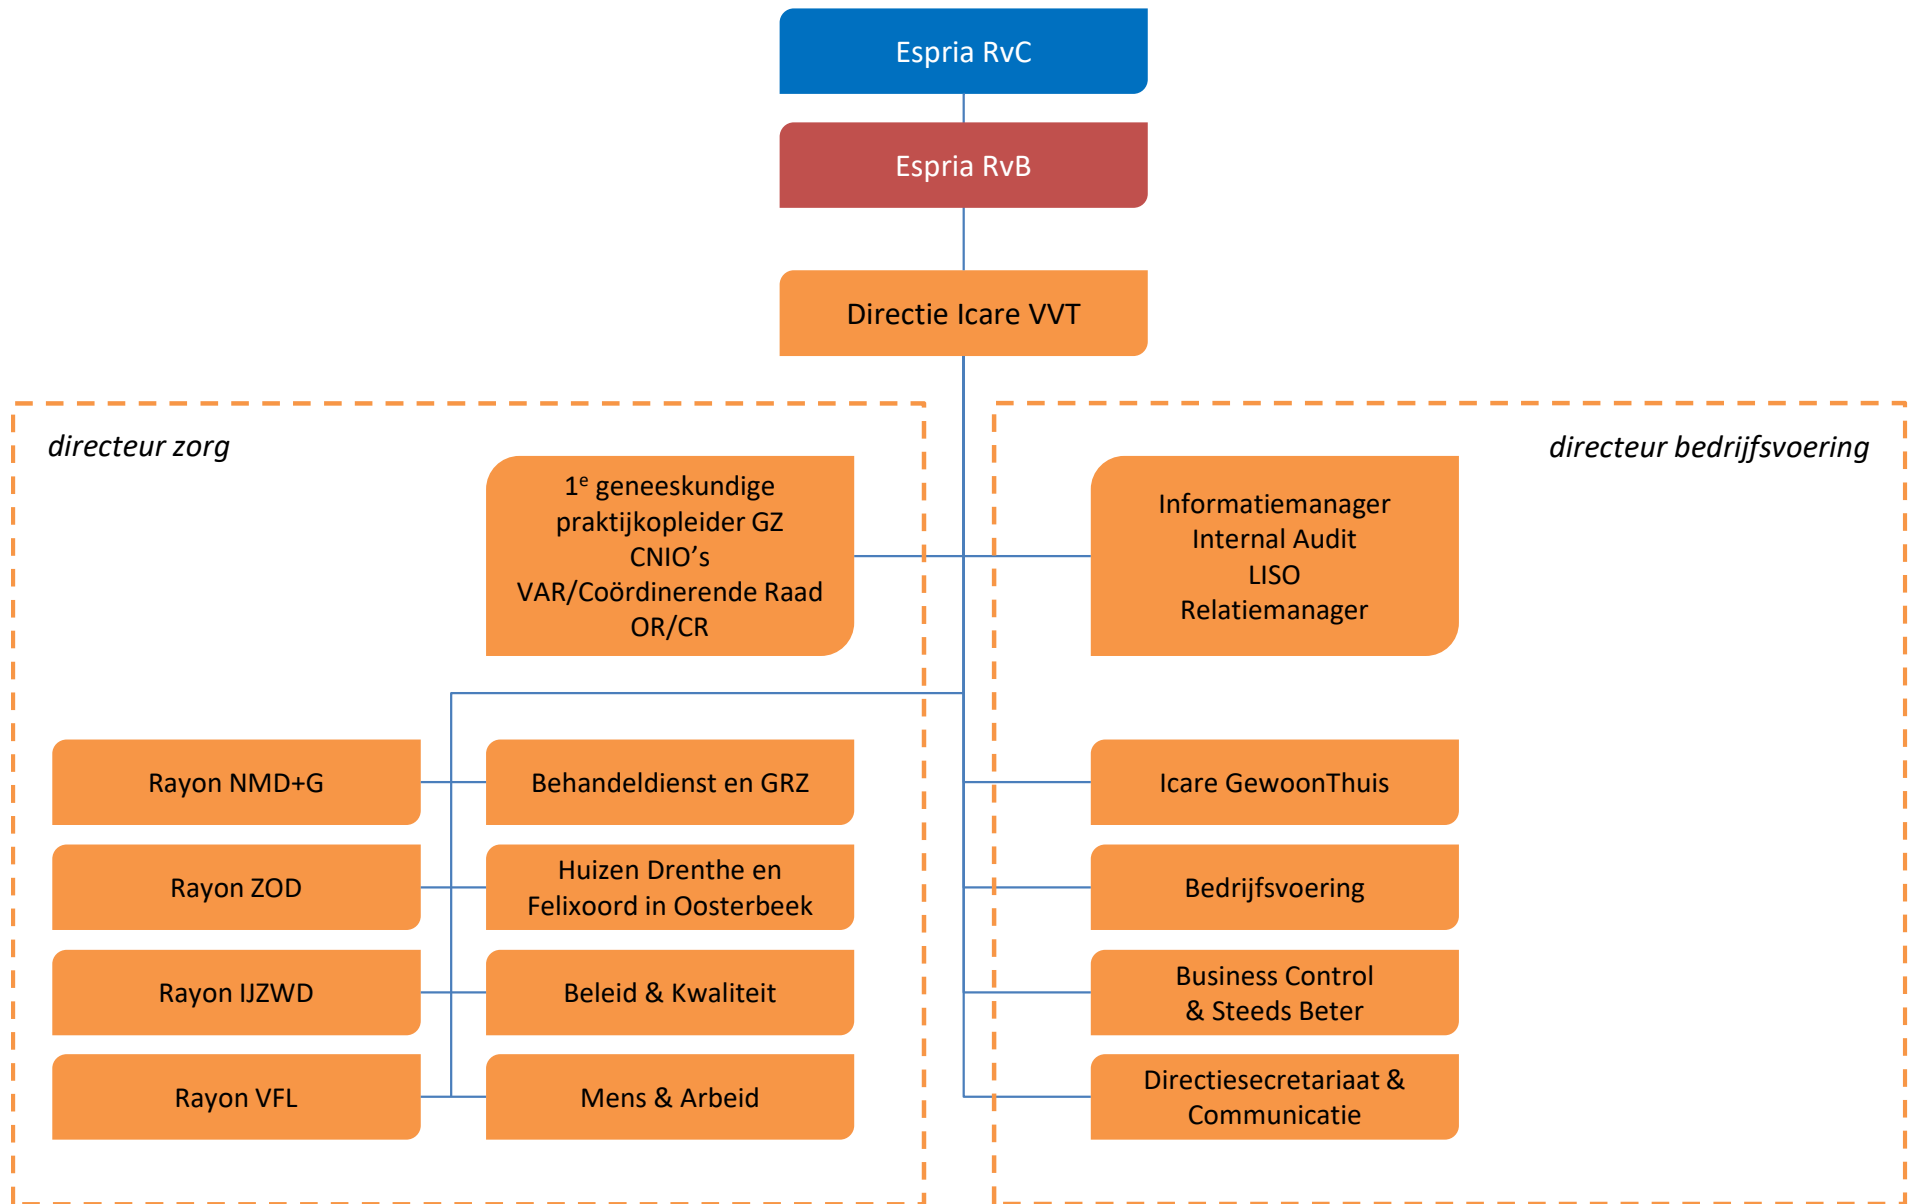 Espria RvC
Espria RvB
Directie Icare VVT
directeur zorg
directeur bedrijfsvoering
1e geneeskundige
praktijkopleider GZ
CNIO’s
VAR/Coördinerende Raad
OR/CR
Informatiemanager
Internal Audit
LISO
Relatiemanager
Rayon NMD+G
Behandeldienst en GRZ
Icare GewoonThuis
Rayon ZOD
Huizen Drenthe en
Felixoord in Oosterbeek
Bedrijfsvoering
Rayon IJZWD
Beleid & Kwaliteit
Business Control
& Steeds Beter
Rayon VFL
Mens & Arbeid
Directiesecretariaat &
Communicatie